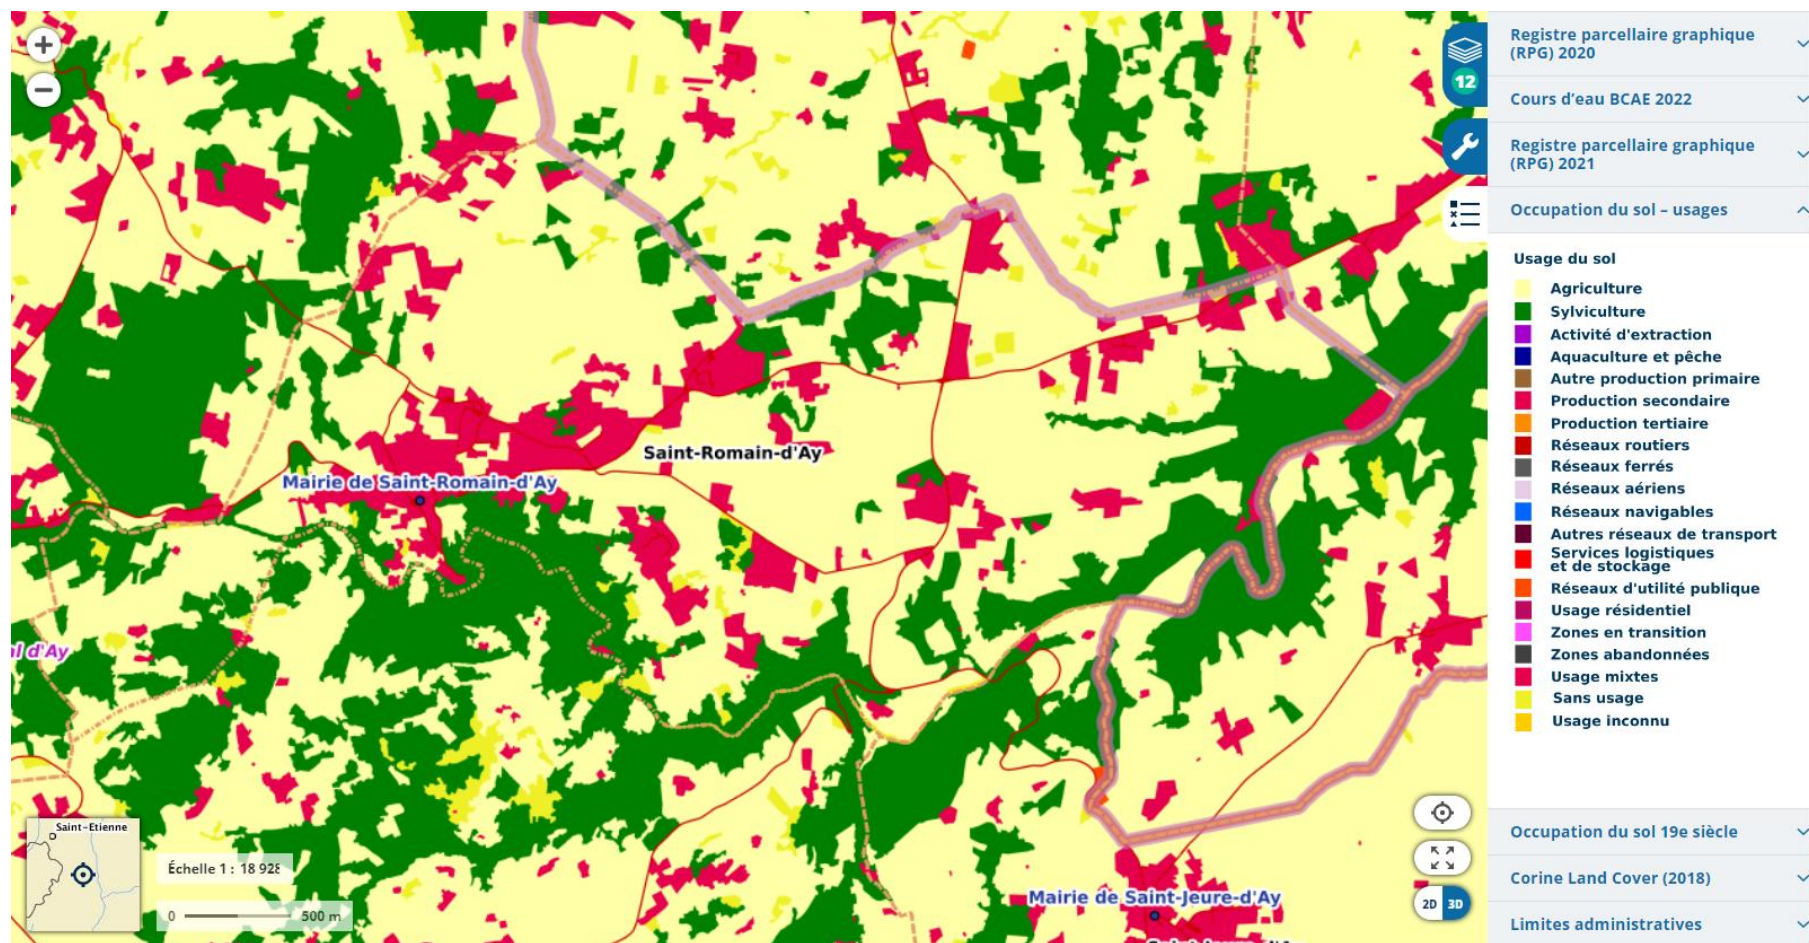 +
−
Saint-Romain-d'Ay
Mairie de Saint-Romain-d'Ay
al d'Ay
Mairie de Saint-Jeure-d'Ay
Saint-Etienne
Échelle 1 : 18 928
0 500 m
12
2D 3D
Registre parcellaire graphique
(RPG) 2020
Cours d’eau BCAE 2022
Registre parcellaire graphique
(RPG) 2021
Occupation du sol – usages
Usage du sol
Agriculture
Sylviculture
Activité d'extraction
Aquaculture et pêche
Autre production primaire
Production secondaire
Production tertiaire
Réseaux routiers
Réseaux ferrés
Réseaux aériens
Réseaux navigables
Autres réseaux de transport
Services logistiques
et de stockage
Réseaux d'utilité publique
Usage résidentiel
Zones en transition
Zones abandonnées
Usage mixtes
Sans usage
Usage inconnu
Occupation du sol 19e siècle
Corine Land Cover (2018)
Limites administratives